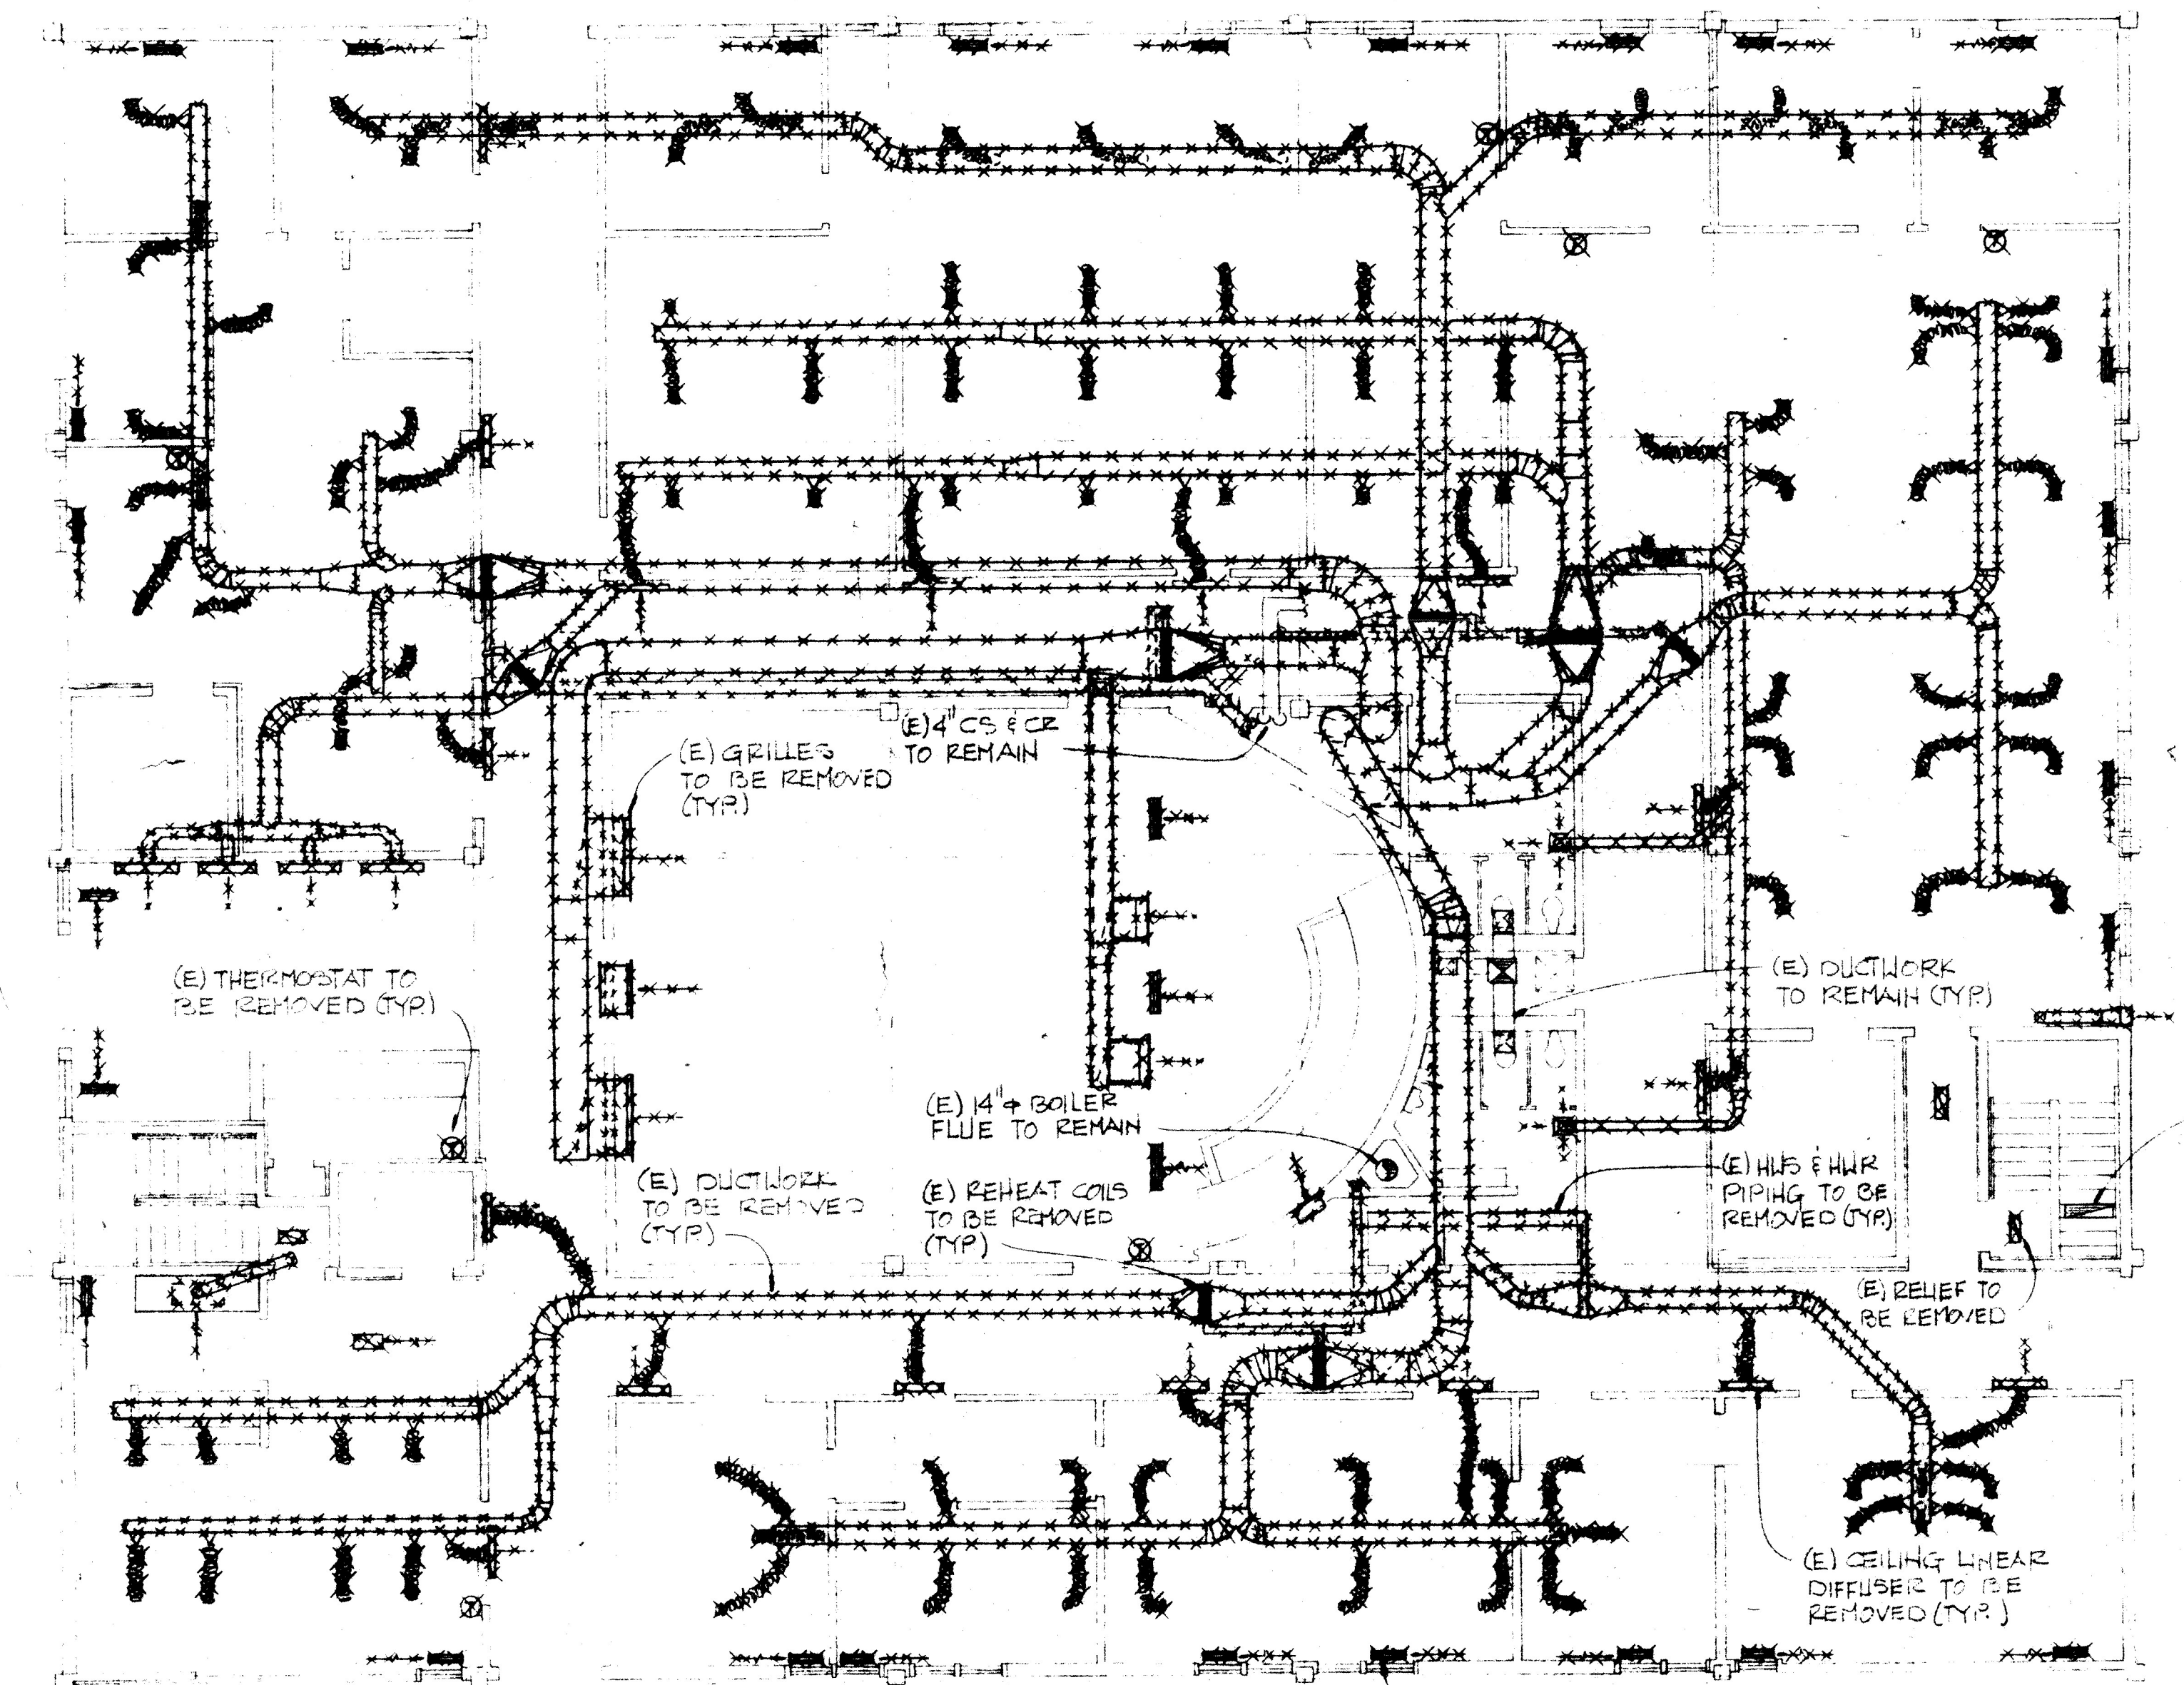 (E) 4" CS & CR
TO REMAIN
(E) GRILLES
TO BE REMOVED
(TYP.)
(E) THERMOSTAT TO
BE REMOVED (TYP.)
(E) DUCTWORK
TO REMAIN (TYP.)
(E) 14"ϕ BOILER
FLUE TO REMAIN
(E) DUCTWORK
TO BE REMOVED
(TYP.)
(E) REHEAT COILS
TO BE REMOVED
(TYP.)
(E) HWS & HWR
PIPING TO BE
REMOVED (TYP.)
(E) RELIEF TO
BE REMOVED
(E) CEILING LINEAR
DIFFUSER TO BE
REMOVED (TYP.)